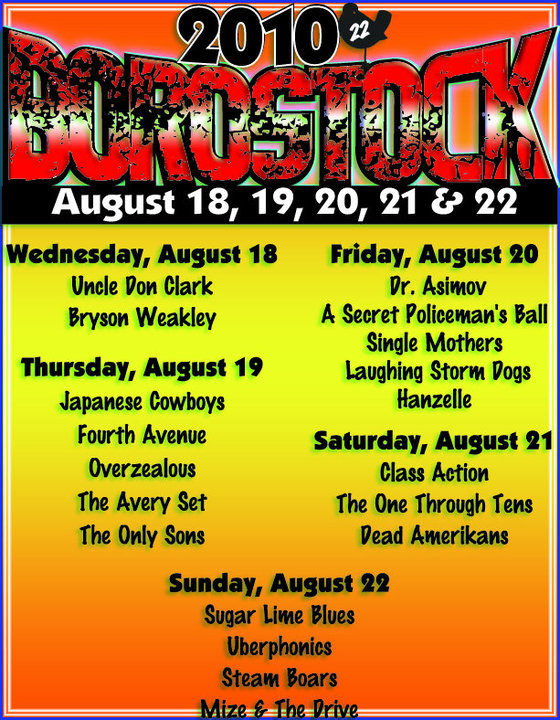 2010
22
BOROSTOCK
August 18, 19, 20, 21 & 22
Wednesday, August 18
Uncle Don Clark
Bryson Weakley
Thursday, August 19
Japanese Cowboys
Fourth Avenue
Overzealous
The Avery Set
The Only Sons
Friday, August 20
Dr. Asimov
A Secret Policeman's Ball
Single Mothers
Laughing Storm Dogs
Hanzelle
Saturday, August 21
Class Action
The One Through Tens
Dead Amerikans
Sunday, August 22
Sugar Lime Blues
Uberphonics
Steam Boars
Mize & The Drive